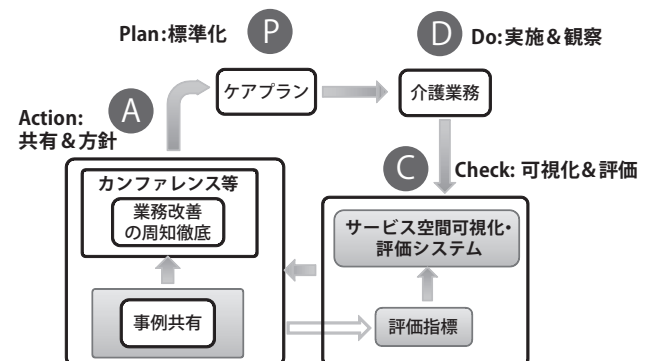 Plan:標準化
P
D
Do:実施&観察
ケアプラン
介護業務
A
Action:
共有&方針
C
Check: 可視化&評価
カンファレンス等
業務改善
の周知徹底
サービス空間可視化・
評価システム
事例共有
評価指標